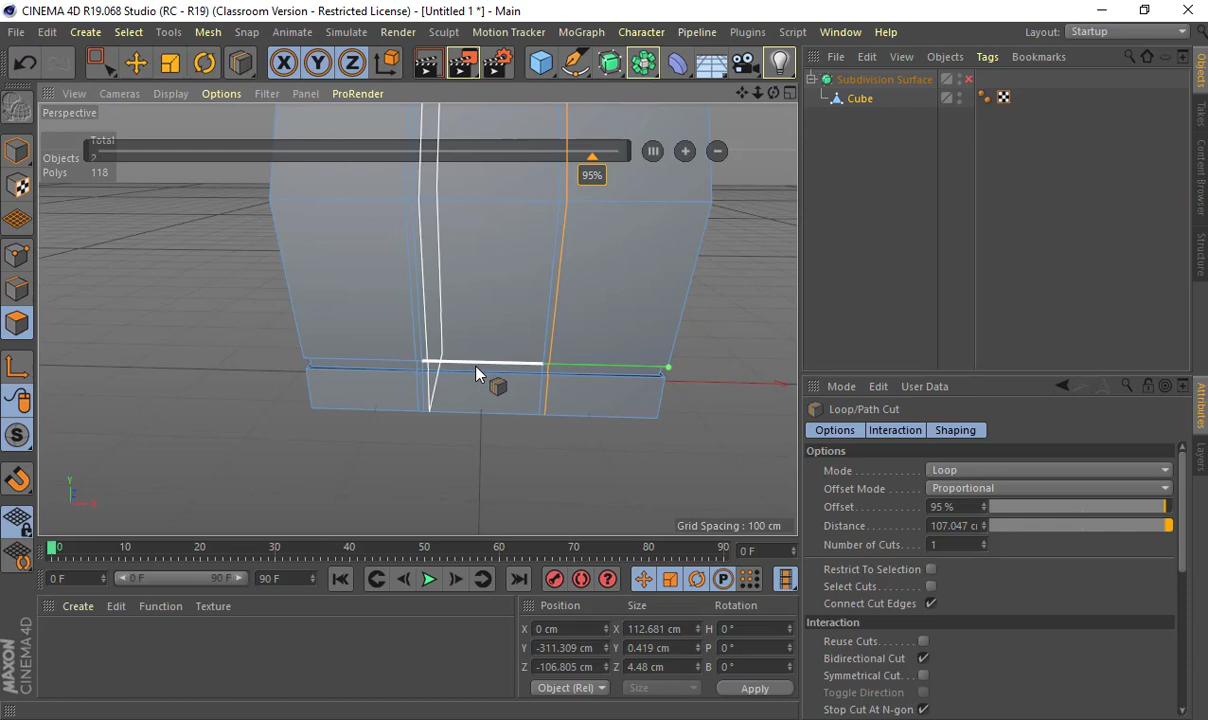 CINEMA 4D R19.068 Studio (RC - R19) (Classroom Version - Restricted License) - [Untitled 1 *] - Main
File Edit Create Select Tools Mesh Snap Animate Simulate Render Sculpt Motion Tracker MoGraph Character Pipeline Plugins Script Window Help Layout: Startup
File Edit View Objects Tags Bookmarks
View Cameras Display Options Filter Panel ProRender
Perspective
Total
Objects 2
Polys 118
95%
Subdivision Surface
Cube
Objects
Takes
Content Browser
Structure
Mode Edit User Data
Loop/Path Cut
Options Interaction Shaping
Options
Mode Loop
Offset Mode Proportional
Offset 95 %
Distance 107.047 c
Number of Cuts 1
Restrict To Selection
Select Cuts
Connect Cut Edges
Interaction
Reuse Cuts
Bidirectional Cut
Symmetrical Cut
Toggle Direction
Stop Cut At N-gon
Attributes
Layers
X Y Z
S
Y
Z
X
Grid Spacing : 100 cm
0 10 20 30 40 50 60 70 80 90 0 F
0 F 0 F 90 F 90 F
P
Create Edit Function Texture
Position Size Rotation
X 0 cm X 112.681 cm H 0 °
Y -311.309 cm Y 0.419 cm P 0 °
Z -106.805 cm Z 4.48 cm B 0 °
Object (Rel) Size Apply
MAXON
CINEMA 4D